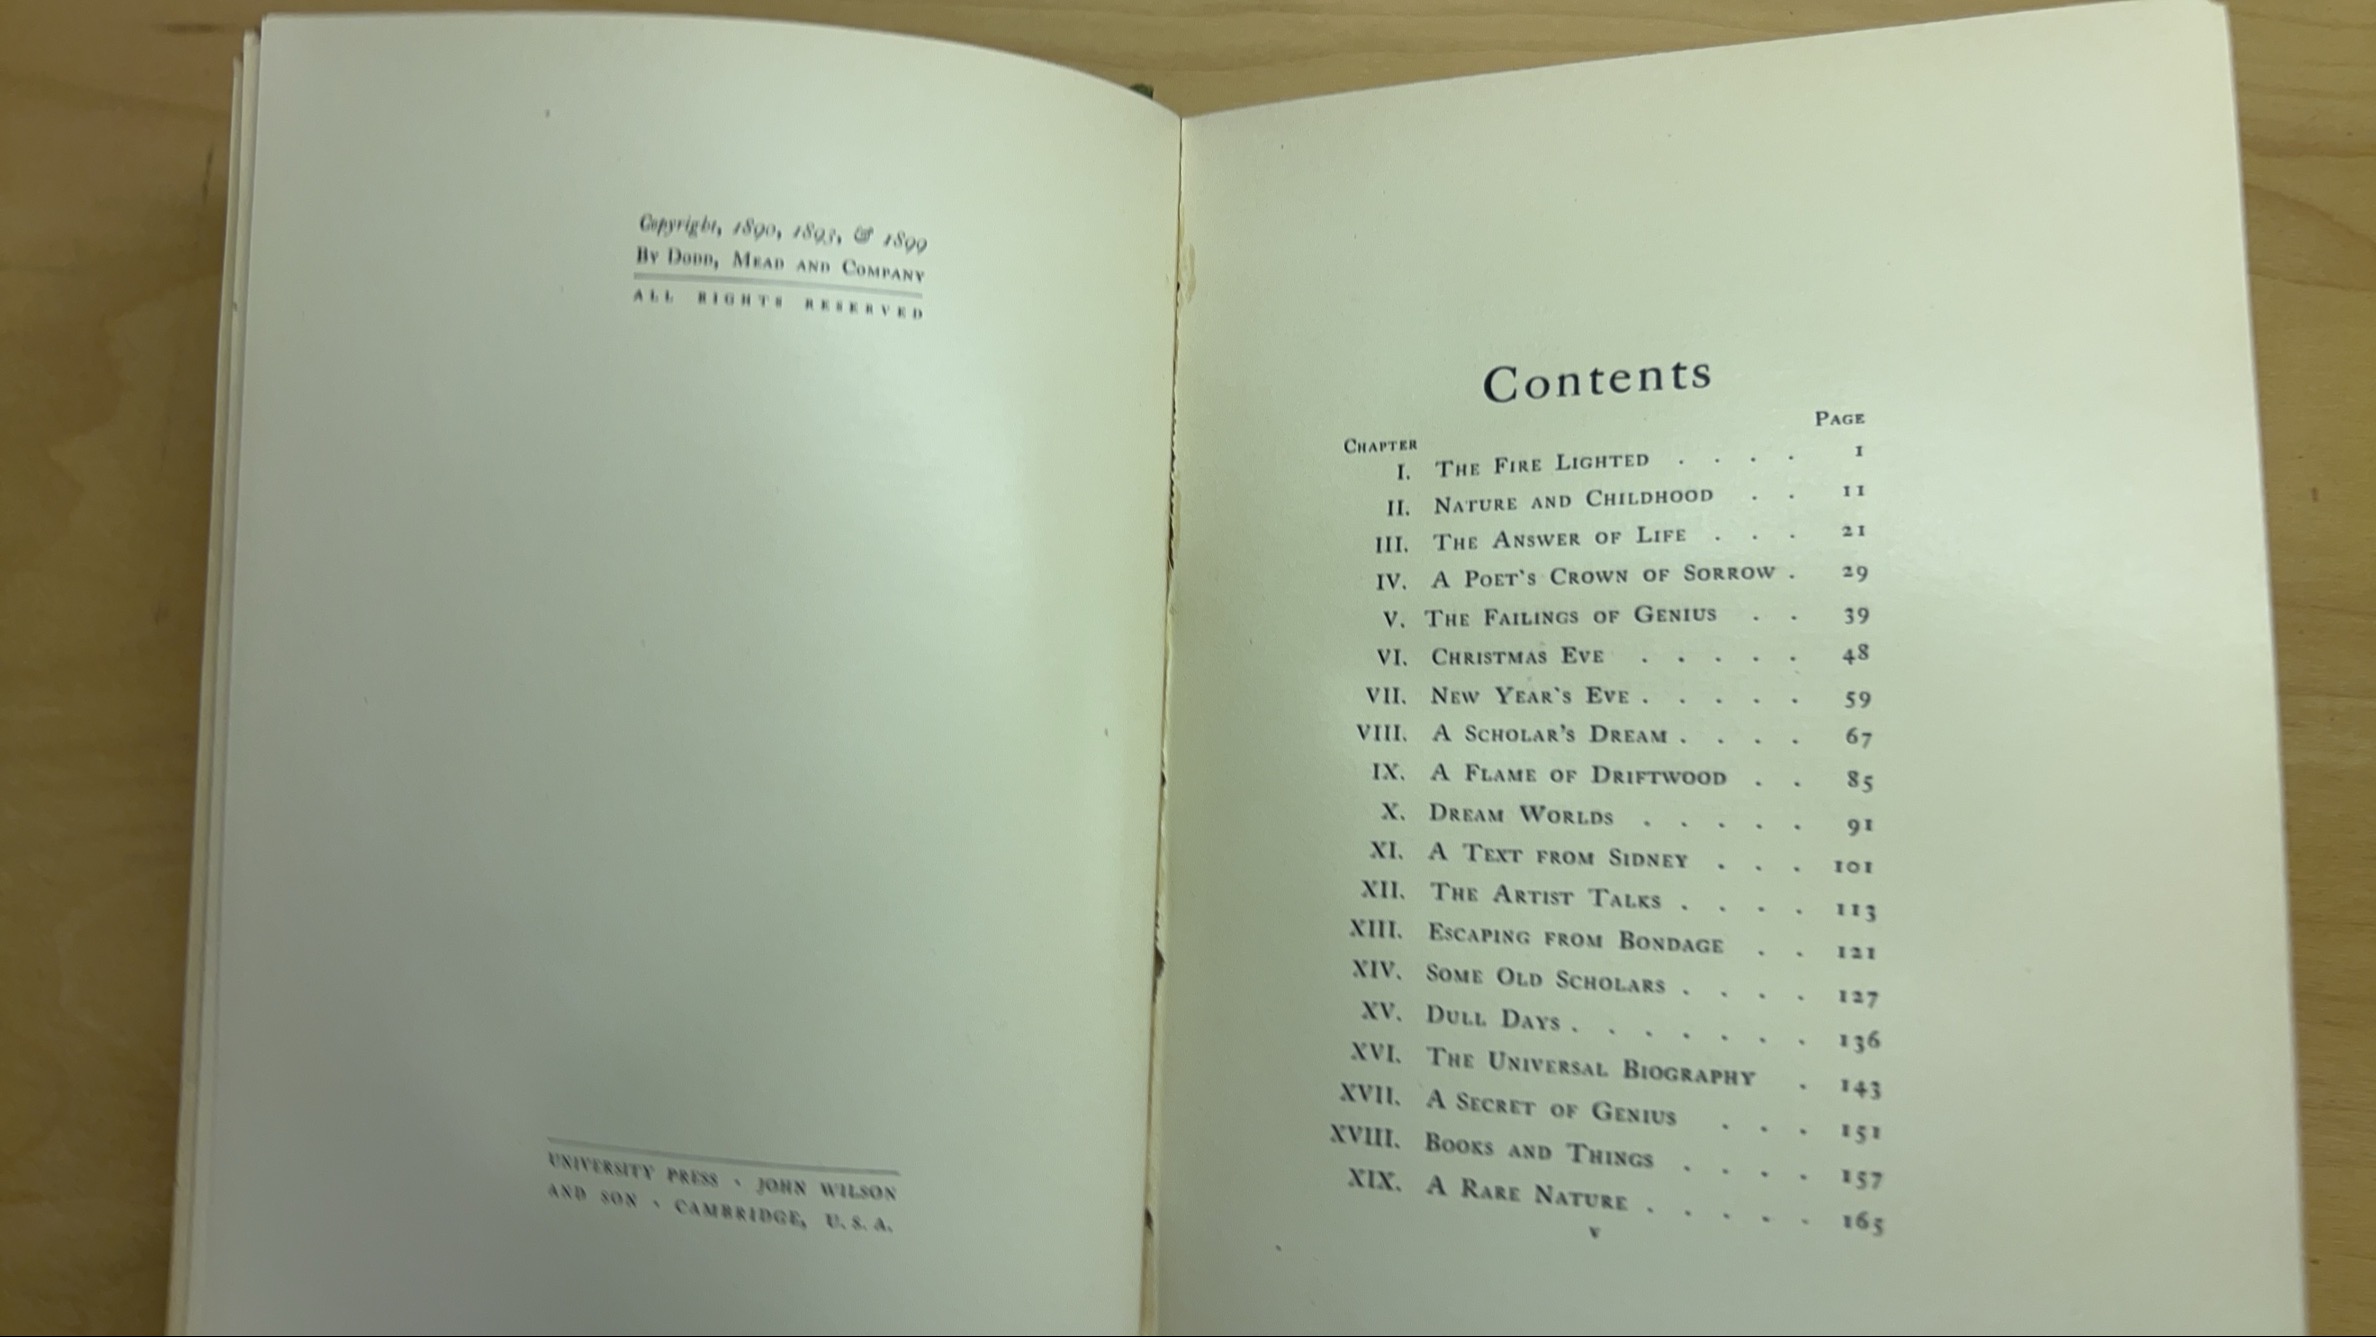 Copyright, 1890, 1893, & 1899
By Dodd, Mead and Company
ALL RIGHTS RESERVED
UNIVERSITY PRESS · JOHN WILSON
AND SON · CAMBRIDGE, U. S. A.
Contents
Chapter Page
I. The Fire Lighted . . . . 1
II. Nature and Childhood . . 11
III. The Answer of Life . . . 21
IV. A Poet's Crown of Sorrow . 29
V. The Failings of Genius . . 39
VI. Christmas Eve . . . . . 48
VII. New Year's Eve . . . . . 59
VIII. A Scholar's Dream . . . . 67
IX. A Flame of Driftwood . . 85
X. Dream Worlds . . . . . 91
XI. A Text from Sidney . . . 101
XII. The Artist Talks . . . . 113
XIII. Escaping from Bondage . . 121
XIV. Some Old Scholars . . . . 127
XV. Dull Days . . . . . . . 136
XVI. The Universal Biography . 143
XVII. A Secret of Genius . . . 151
XVIII. Books and Things . . . . 157
XIX. A Rare Nature . . . . . 165
v